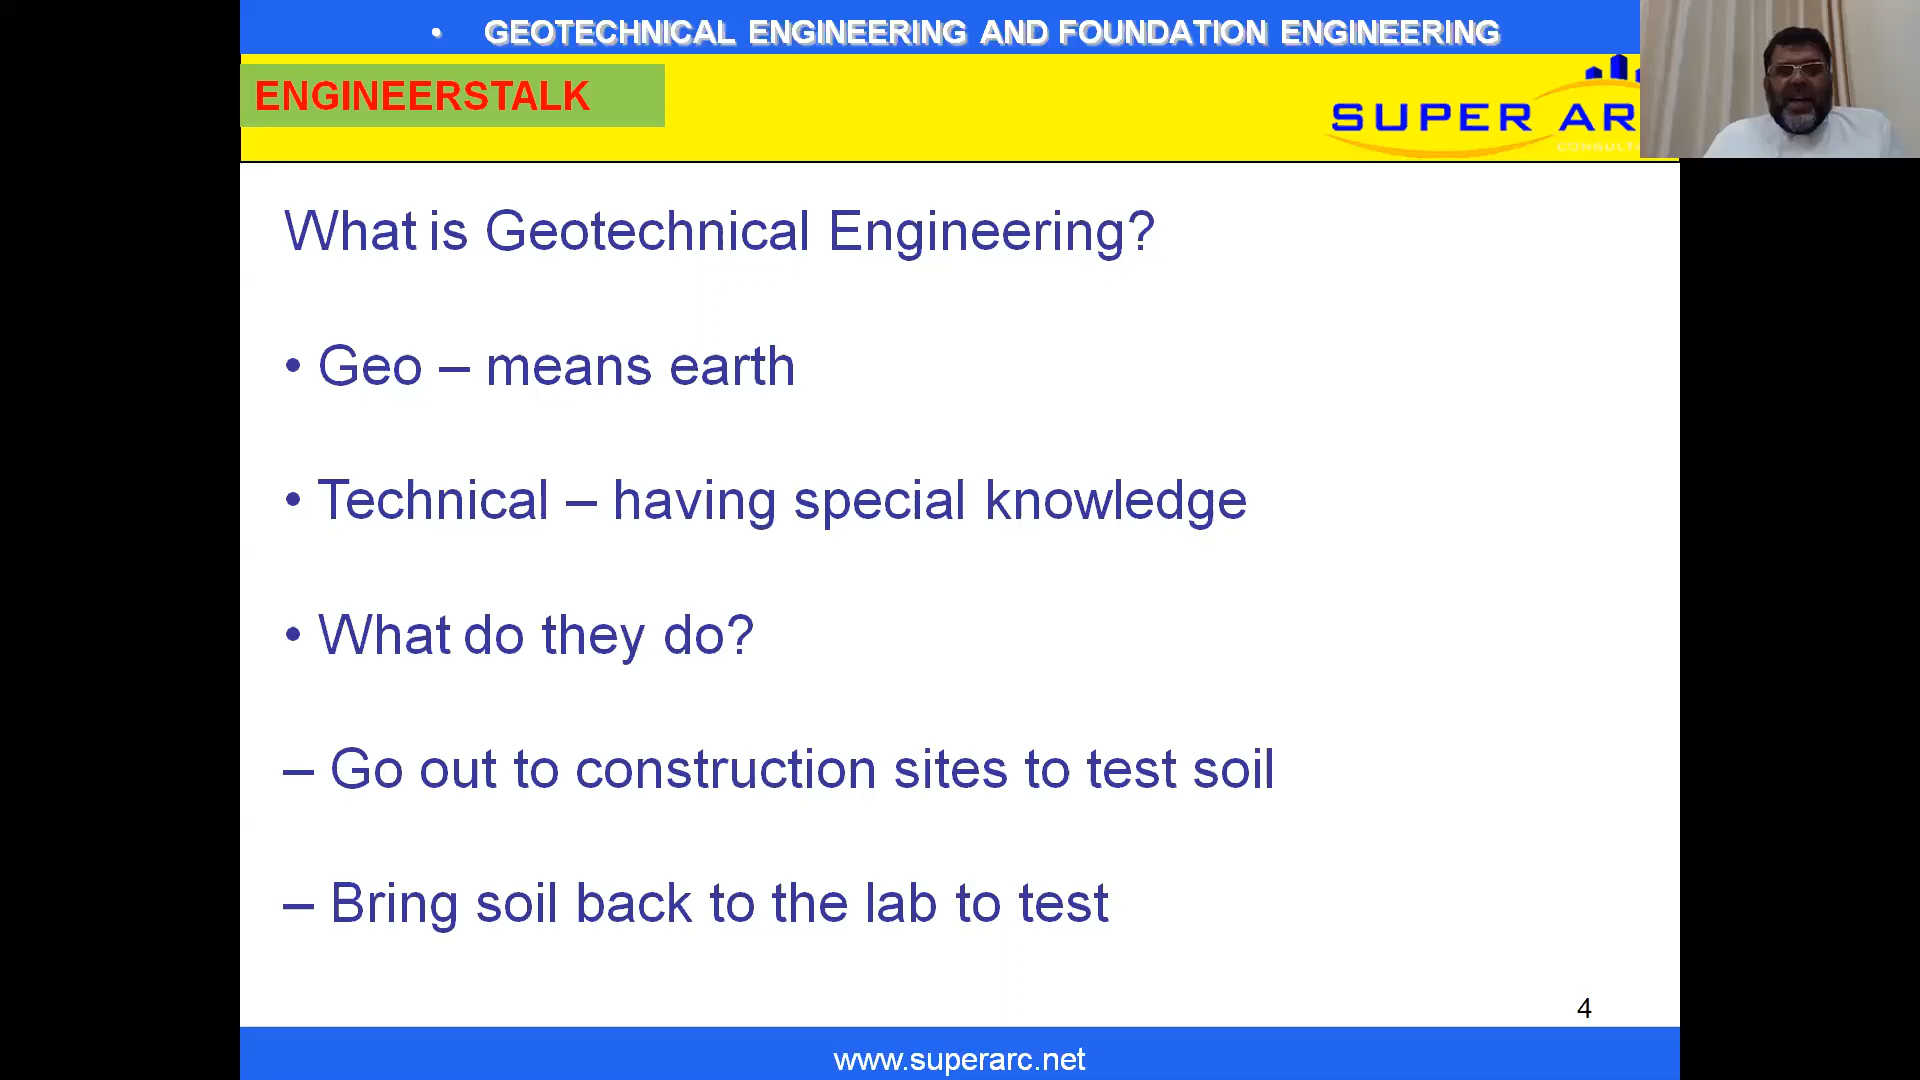 • GEOTECHNICAL ENGINEERING AND FOUNDATION ENGINEERING
ENGINEERSTALK
SUPER AR
What is Geotechnical Engineering?
• Geo – means earth
• Technical – having special knowledge
• What do they do?
– Go out to construction sites to test soil
– Bring soil back to the lab to test
4
www.superarc.net